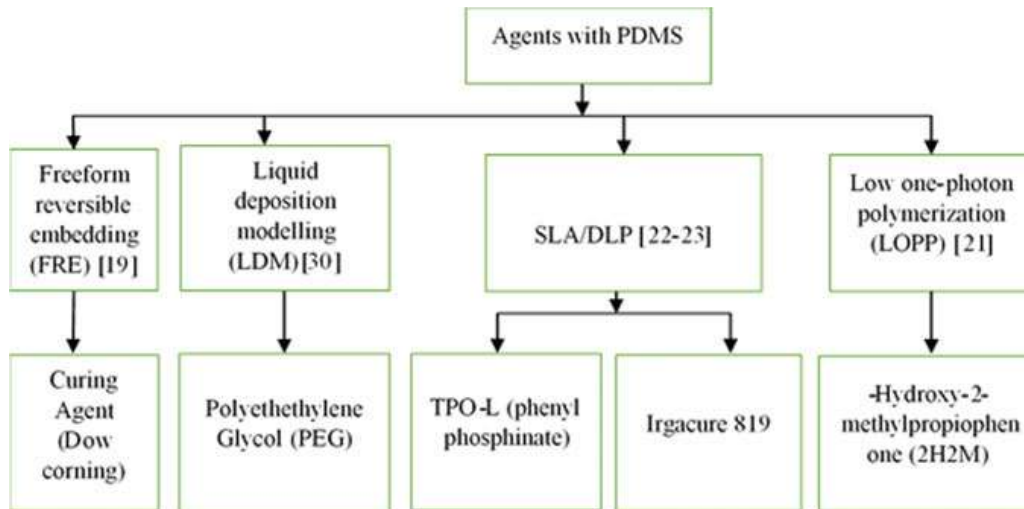 Agents with PDMS
Freeform
reversible
embedding
(FRE) [19]
Liquid
deposition
modelling
(LDM)[30]
SLA/DLP [22-23]
Low one-photon
polymerization
(LOPP) [21]
Curing
Agent
(Dow
corning)
Polyethethylene
Glycol (PEG)
TPO-L (phenyl
phosphinate)
Irgacure 819
-Hydroxy-2-
methylpropiophen
one (2H2M)